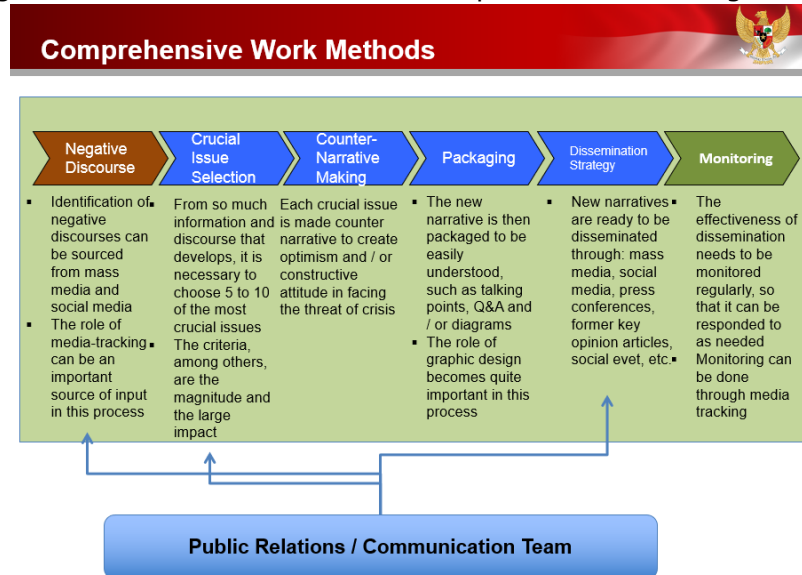 Comprehensive Work Methods
Negative
Discourse
▪ Identification of
negative
discourses can
be sourced
from mass
media and
social media
▪ The role of
media-tracking
can be an
important
source of input
in this process
Crucial
Issue
Selection
▪ From so much
information and
discourse that
develops, it is
necessary to
choose 5 to 10
of the most
crucial issues
▪ The criteria,
among others,
are the
magnitude and
the large
impact
Counter-
Narrative
Making
Each crucial issue
is made counter
narrative to create
optimism and / or
constructive
attitude in facing
the threat of crisis
Packaging
▪ The new
narrative is then
packaged to be
easily
understood,
such as talking
points, Q&A and
/ or diagrams
▪ The role of
graphic design
becomes quite
important in this
process
Dissemination
Strategy
▪ New narratives
are ready to be
disseminated
through: mass
media, social
media, press
conferences,
former key
opinion articles,
social evet, etc.
Monitoring
▪ The
effectiveness of
dissemination
needs to be
monitored
regularly, so
that it can be
responded to
as needed
▪ Monitoring can
be done
through media
tracking
Public Relations / Communication Team